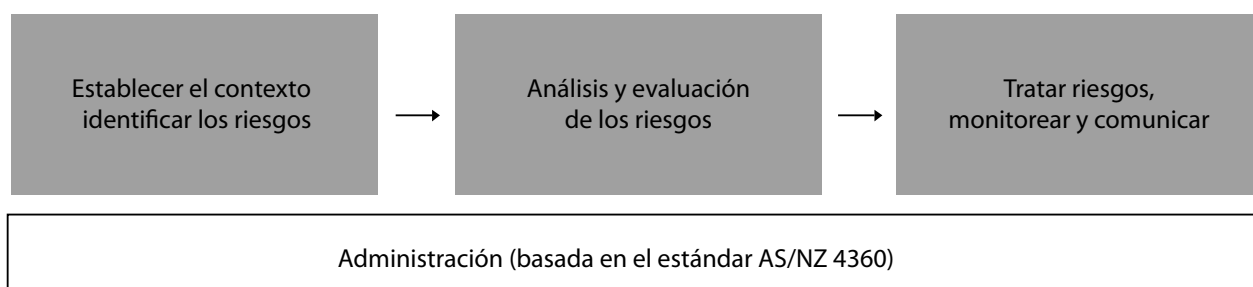 Establecer el contexto
identificar los riesgos
Análisis y evaluación
de los riesgos
Tratar riesgos,
monitorear y comunicar
Administración (basada en el estándar AS/NZ 4360)